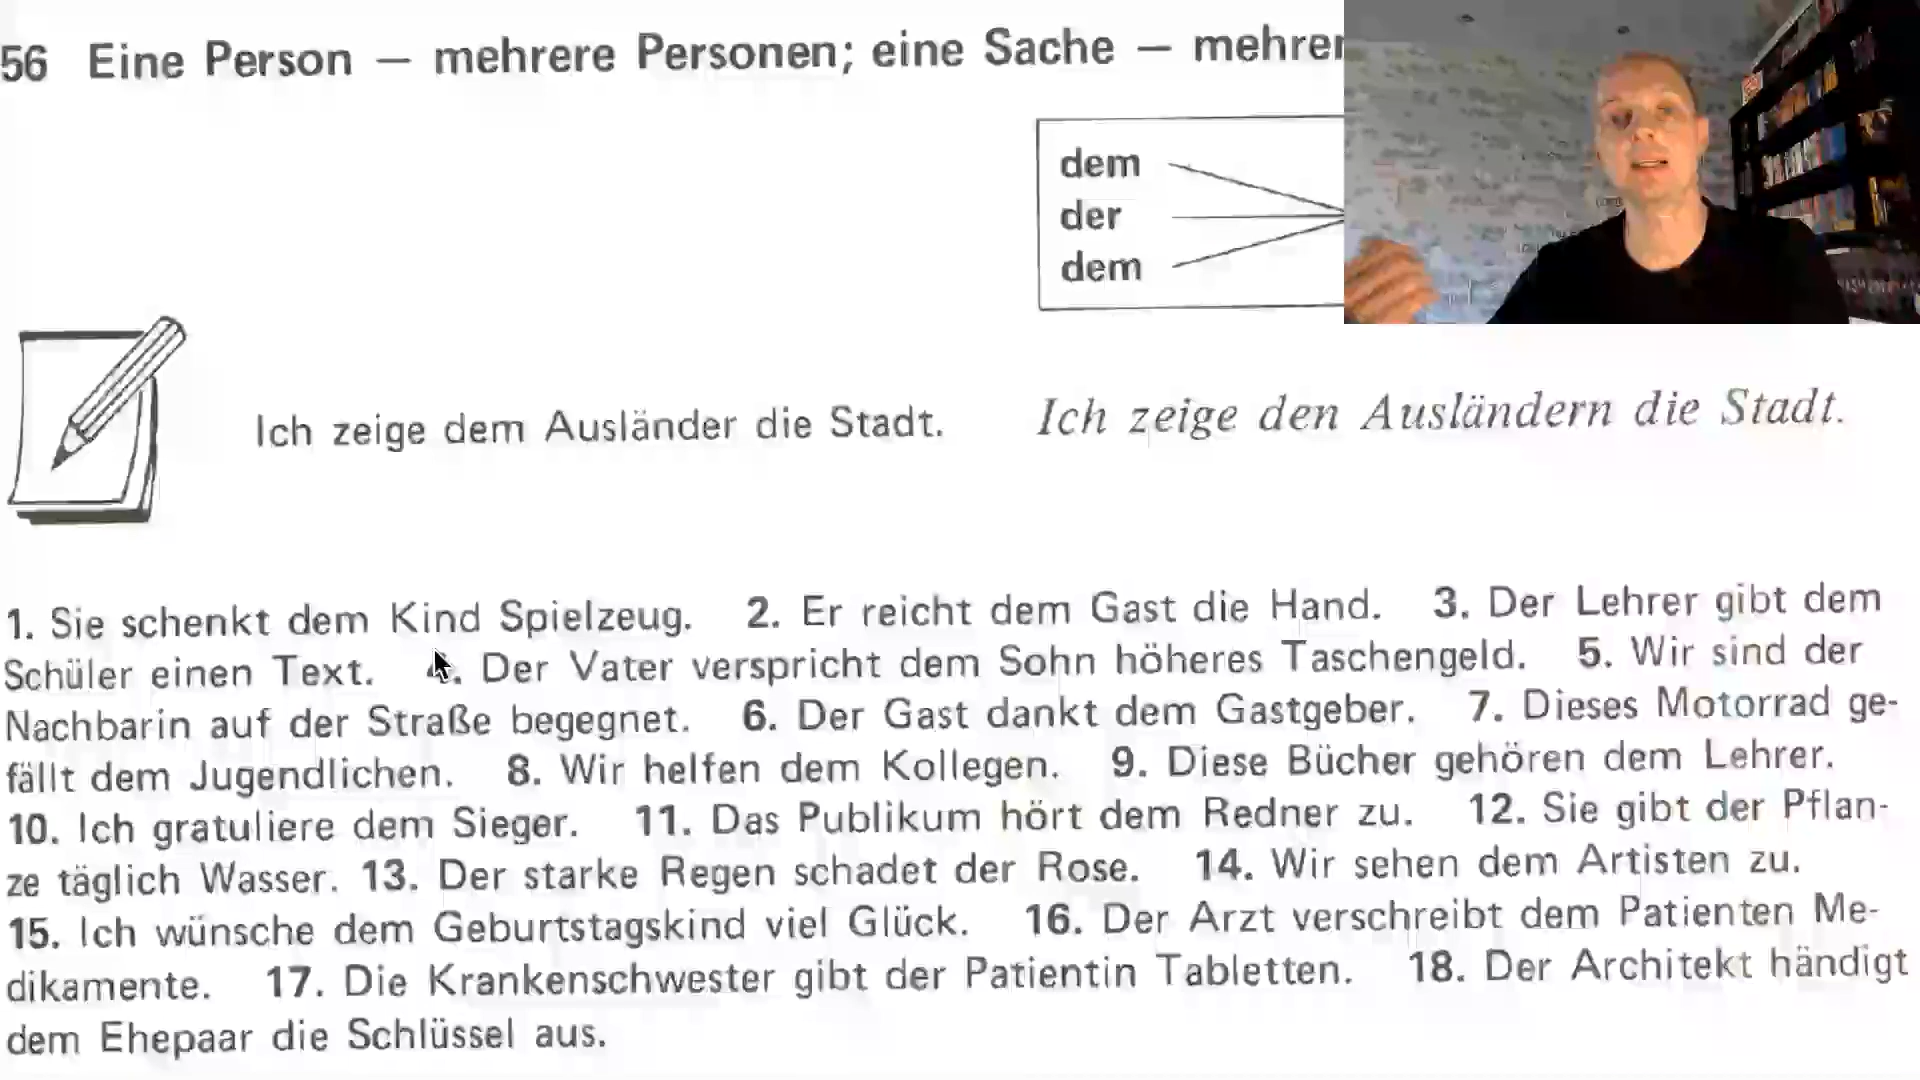 56 Eine Person — mehrere Personen; eine Sache — mehrer
dem
der
dem
Ich zeige dem Ausländer die Stadt. Ich zeige den Ausländern die Stadt.
1. Sie schenkt dem Kind Spielzeug. 2. Er reicht dem Gast die Hand. 3. Der Lehrer gibt dem
Schüler einen Text. 4. Der Vater verspricht dem Sohn höheres Taschengeld. 5. Wir sind der
Nachbarin auf der Straße begegnet. 6. Der Gast dankt dem Gastgeber. 7. Dieses Motorrad ge-
fällt dem Jugendlichen. 8. Wir helfen dem Kollegen. 9. Diese Bücher gehören dem Lehrer.
10. Ich gratuliere dem Sieger. 11. Das Publikum hört dem Redner zu. 12. Sie gibt der Pflan-
ze täglich Wasser. 13. Der starke Regen schadet der Rose. 14. Wir sehen dem Artisten zu.
15. Ich wünsche dem Geburtstagskind viel Glück. 16. Der Arzt verschreibt dem Patienten Me-
dikamente. 17. Die Krankenschwester gibt der Patientin Tabletten. 18. Der Architekt händigt
dem Ehepaar die Schlüssel aus.